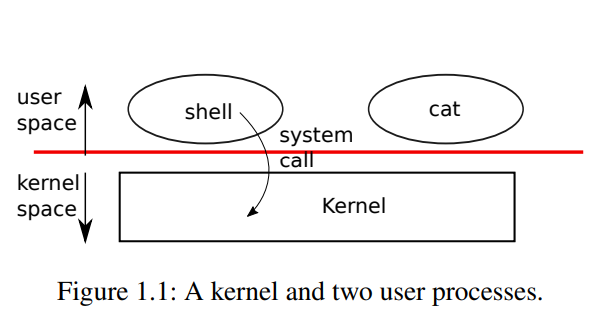 user
space
shell
cat
system
call
kernel
space
Kernel
Figure 1.1: A kernel and two user processes.